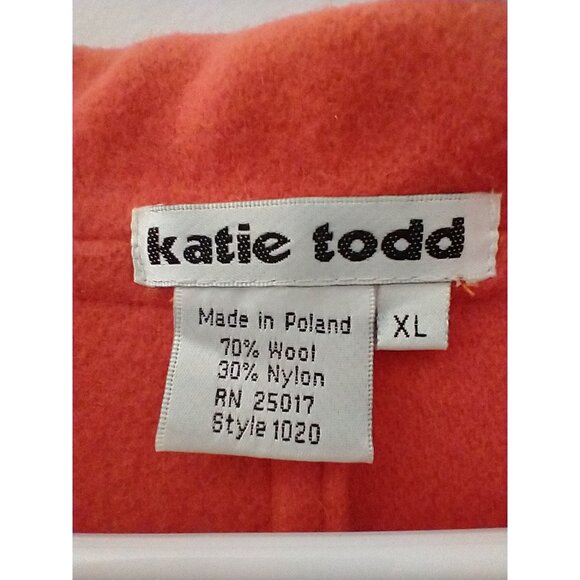 katie todd
Made in Poland
XL
70% Wool
30% Nylon
RN 25017
Style 1020